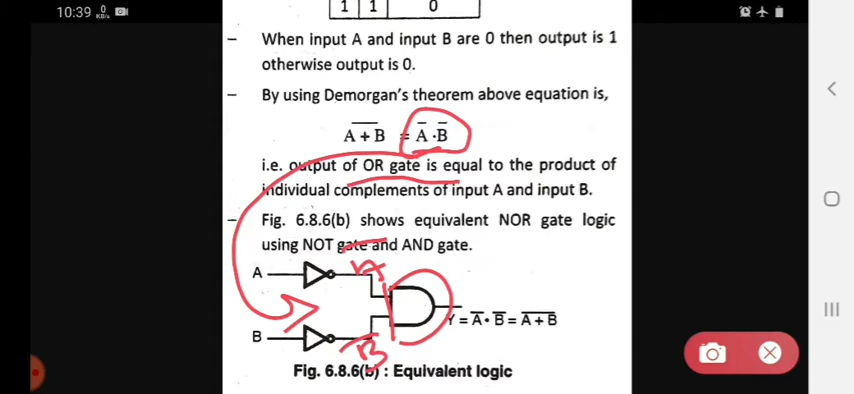 10:39 0 KB/s
1 1 0
– When input A and input B are 0 then output is 1
otherwise output is 0.
– By using Demorgan's theorem above equation is,
A̅ ̅+̅ ̅B̅ = A̅ · B̅
i.e. output of OR gate is equal to the product of
individual complements of input A and input B.
– Fig. 6.8.6(b) shows equivalent NOR gate logic
using NOT gate and AND gate.
A A̅
Y = A̅ · B̅ = A̅ ̅+̅ ̅B̅
B B̅
Fig. 6.8.6(b) : Equivalent logic